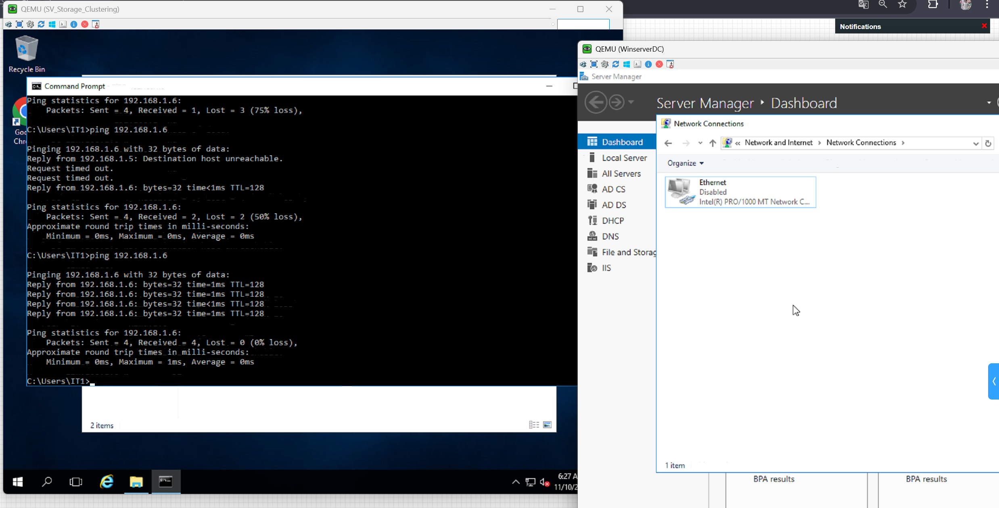 QEMU (SV_Storage_Clustering)
Recycle Bin
Command Prompt
Ping statistics for 192.168.1.6:
Packets: Sent = 4, Received = 1, Lost = 3 (75% loss),
C:\Users\IT1>ping 192.168.1.6
Pinging 192.168.1.6 with 32 bytes of data:
Reply from 192.168.1.5: Destination host unreachable.
Request timed out.
Request timed out.
Reply from 192.168.1.6: bytes=32 time<1ms TTL=128
Ping statistics for 192.168.1.6:
Packets: Sent = 4, Received = 2, Lost = 2 (50% loss),
Approximate round trip times in milli-seconds:
Minimum = 0ms, Maximum = 0ms, Average = 0ms
C:\Users\IT1>ping 192.168.1.6
Pinging 192.168.1.6 with 32 bytes of data:
Reply from 192.168.1.6: bytes=32 time=1ms TTL=128
Reply from 192.168.1.6: bytes=32 time=1ms TTL=128
Reply from 192.168.1.6: bytes=32 time<1ms TTL=128
Reply from 192.168.1.6: bytes=32 time=1ms TTL=128
Ping statistics for 192.168.1.6:
Packets: Sent = 4, Received = 4, Lost = 0 (0% loss),
Approximate round trip times in milli-seconds:
Minimum = 0ms, Maximum = 1ms, Average = 0ms
C:\Users\IT1>
Goo
Chr
2 items
6:27 A
11/10/2
Notifications
QEMU (WinserverDC)
Server Manager
Server Manager ‣ Dashboard
Dashboard
Local Server
All Servers
AD CS
AD DS
DHCP
DNS
File and Storag
IIS
Network Connections
« Network and Internet > Network Connections >
Organize
Ethernet
Disabled
Intel(R) PRO/1000 MT Network C...
1 item
BPA results
BPA results